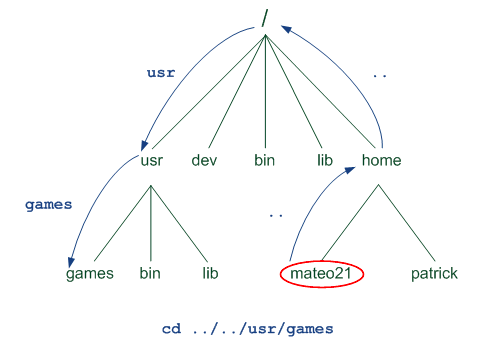 /
usr ..
usr dev bin lib home
games ..
games bin lib mateo21 patrick
cd ../../usr/games